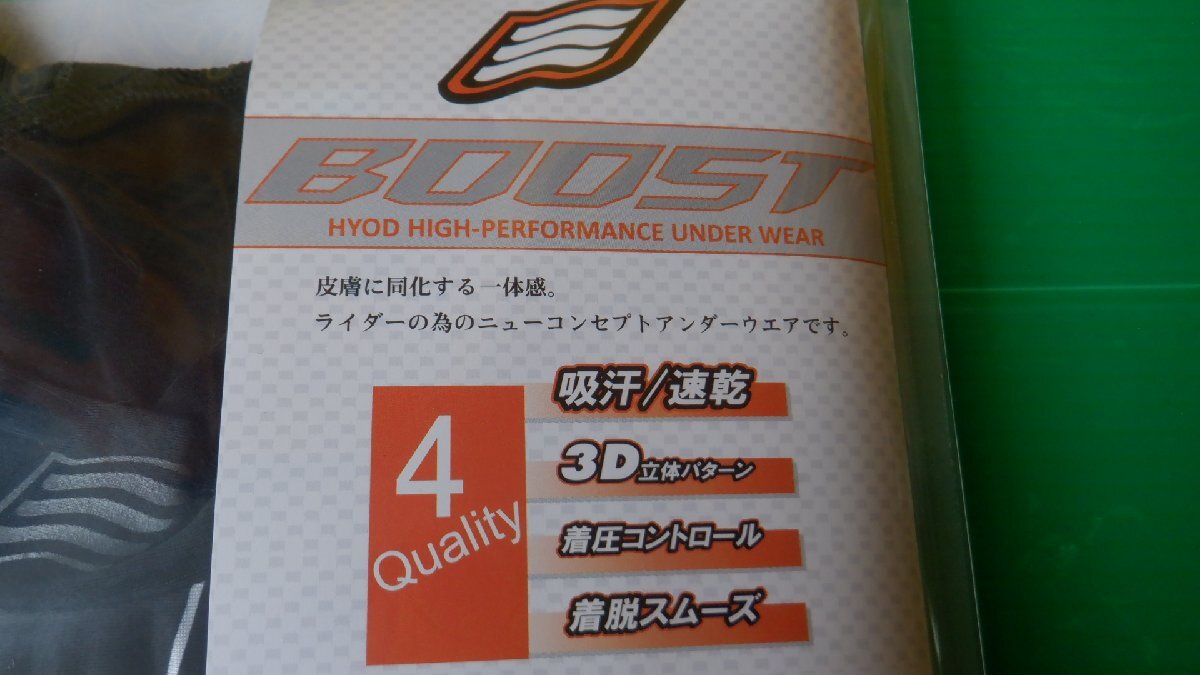 BOOST
HYOD HIGH-PERFORMANCE UNDER WEAR
皮膚に同化する一体感。
ライダーの為のニューコンセプトアンダーウエアです。
4
Quality
吸汗/速乾
3D立体パターン
着圧コントロール
着脱スムーズ